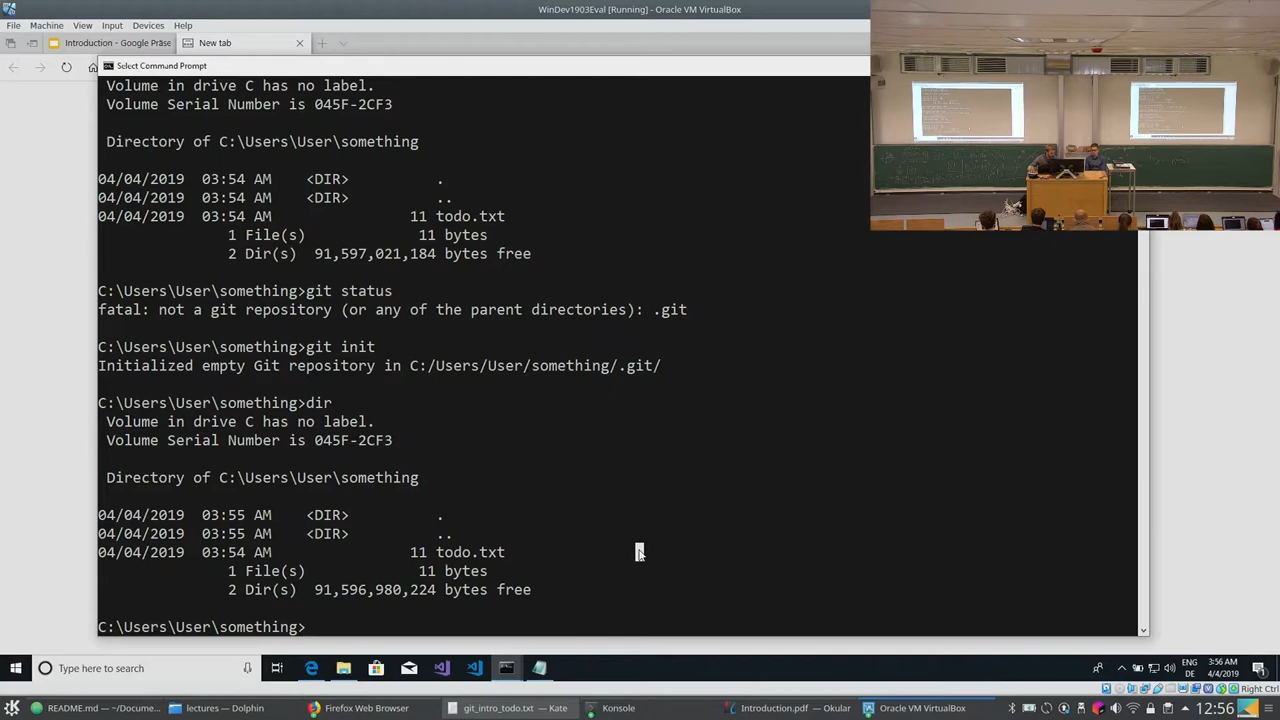 WinDev1903Eval [Running] - Oracle VM VirtualBox
File Machine View Input Devices Help
Introduction - Google Präse
New tab
Select Command Prompt
Volume in drive C has no label.
Volume Serial Number is 045F-2CF3
Directory of C:\Users\User\something
04/04/2019 03:54 AM <DIR> .
04/04/2019 03:54 AM <DIR> ..
04/04/2019 03:54 AM 11 todo.txt
1 File(s) 11 bytes
2 Dir(s) 91,597,021,184 bytes free
C:\Users\User\something>git status
fatal: not a git repository (or any of the parent directories): .git
C:\Users\User\something>git init
Initialized empty Git repository in C:/Users/User/something/.git/
C:\Users\User\something>dir
Volume in drive C has no label.
Volume Serial Number is 045F-2CF3
Directory of C:\Users\User\something
04/04/2019 03:55 AM <DIR> .
04/04/2019 03:55 AM <DIR> ..
04/04/2019 03:54 AM 11 todo.txt
1 File(s) 11 bytes
2 Dir(s) 91,596,980,224 bytes free
C:\Users\User\something>
Type here to search
ENG
DE
3:56 AM
4/4/2019
1
Right Ctrl
README.md — ~/Docume...
lectures — Dolphin
Firefox Web Browser
git_intro_todo.txt — Kate
Konsole
Introduction.pdf — Okular
Oracle VM VirtualBox
12:56